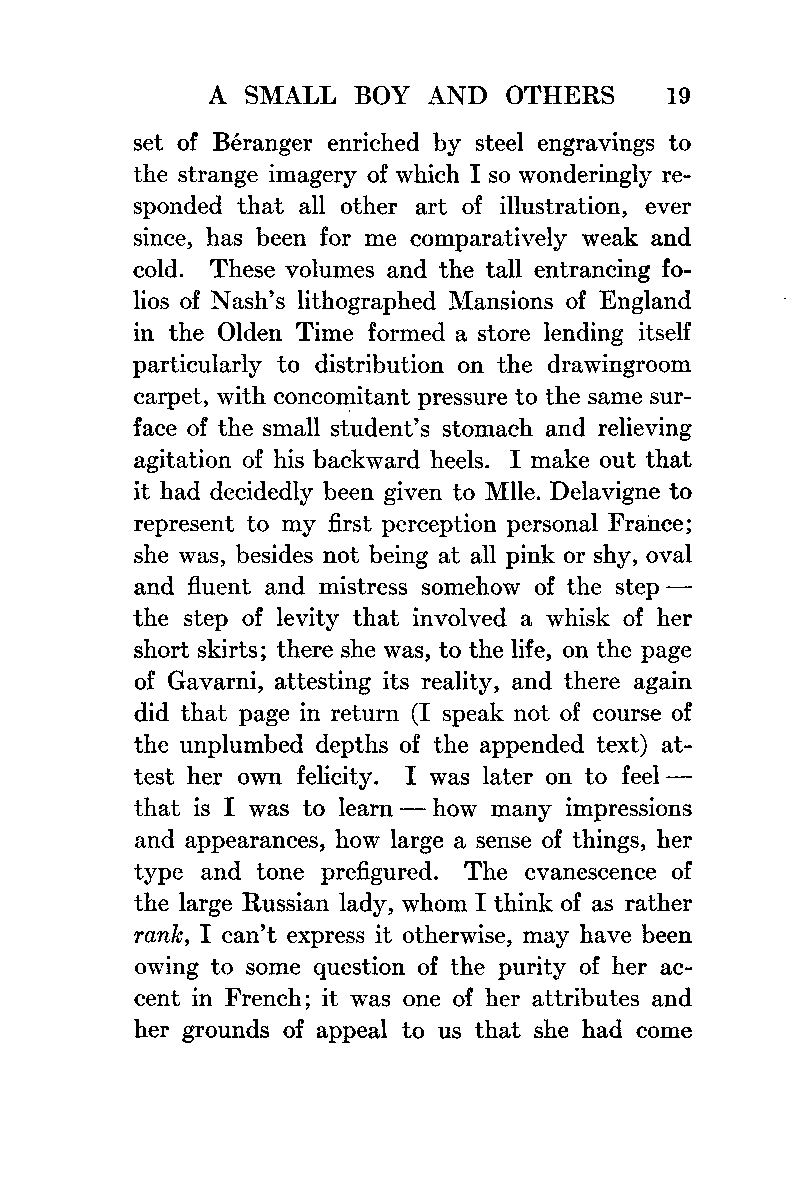 A SMALL BOY AND OTHERS 19
set of Béranger enriched by steel engravings to
the strange imagery of which I so wonderingly re-
sponded that all other art of illustration, ever
since, has been for me comparatively weak and
cold. These volumes and the tall entrancing fo-
lios of Nash's lithographed Mansions of England
in the Olden Time formed a store lending itself
particularly to distribution on the drawingroom
carpet, with concomitant pressure to the same sur-
face of the small student's stomach and relieving
agitation of his backward heels. I make out that
it had decidedly been given to Mlle. Delavigne to
represent to my first perception personal France;
she was, besides not being at all pink or shy, oval
and fluent and mistress somehow of the step —
the step of levity that involved a whisk of her
short skirts; there she was, to the life, on the page
of Gavarni, attesting its reality, and there again
did that page in return (I speak not of course of
the unplumbed depths of the appended text) at-
test her own felicity. I was later on to feel —
that is I was to learn — how many impressions
and appearances, how large a sense of things, her
type and tone prefigured. The evanescence of
the large Russian lady, whom I think of as rather
rank, I can't express it otherwise, may have been
owing to some question of the purity of her ac-
cent in French; it was one of her attributes and
her grounds of appeal to us that she had come